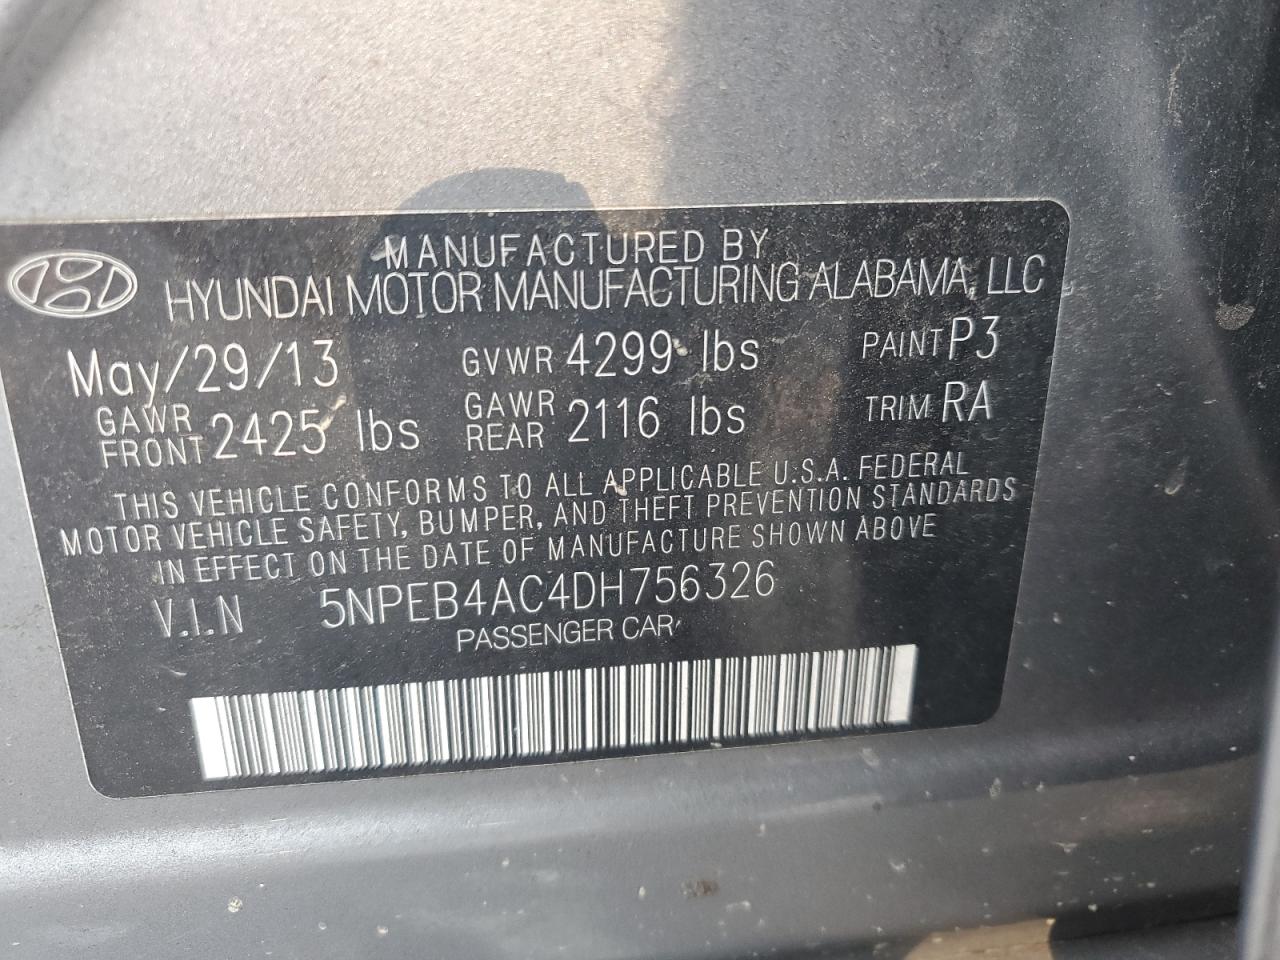 MANUFACTURED BY
HYUNDAI MOTOR MANUFACTURING ALABAMA, LLC
May/29/13 GVWR 4299 lbs PAINT P3
GAWR FRONT 2425 lbs GAWR REAR 2116 lbs TRIM RA
THIS VEHICLE CONFORMS TO ALL APPLICABLE U.S.A. FEDERAL
MOTOR VEHICLE SAFETY, BUMPER, AND THEFT PREVENTION STANDARDS
IN EFFECT ON THE DATE OF MANUFACTURE SHOWN ABOVE
V.I.N 5NPEB4AC4DH756326
PASSENGER CAR